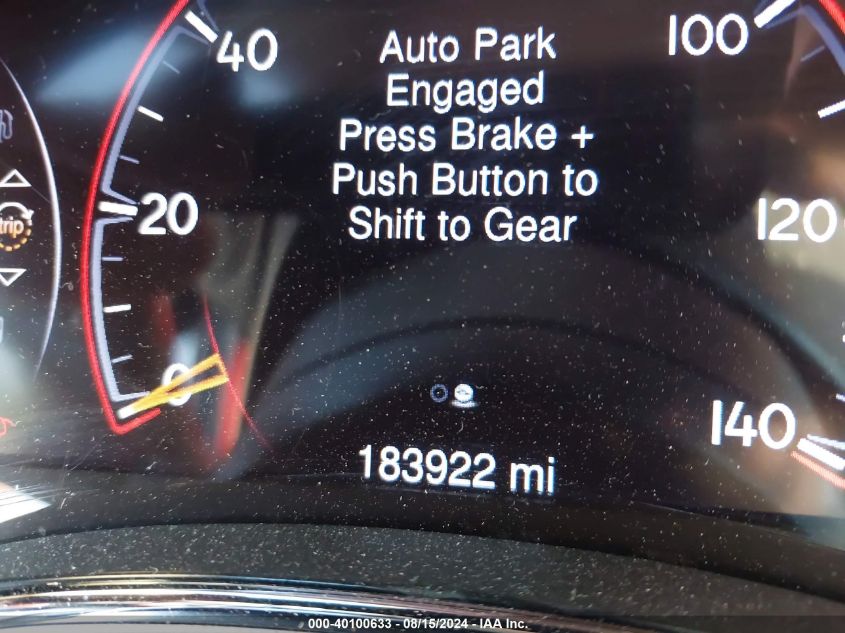 40
Auto Park
100
Engaged
Press Brake +
Push Button to
20
Shift to Gear
120
trip
0
140
183922 mi
000-40100633 - 08/15/2024 - IAA Inc.